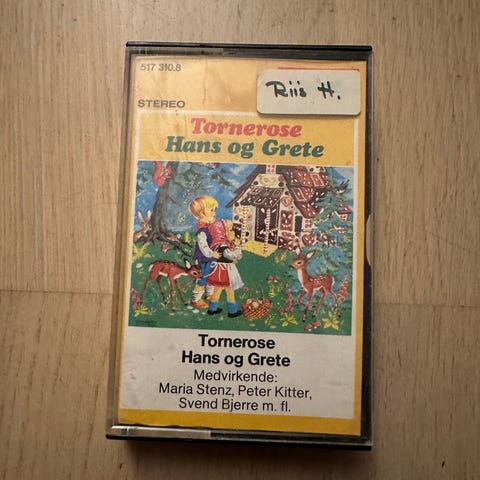 517 310.8
Riis H.
STEREO
Tornerose
Hans og Grete
Tornerose
Hans og Grete
Medvirkende:
Maria Stenz, Peter Kitter,
Svend Bjerre m. fl.